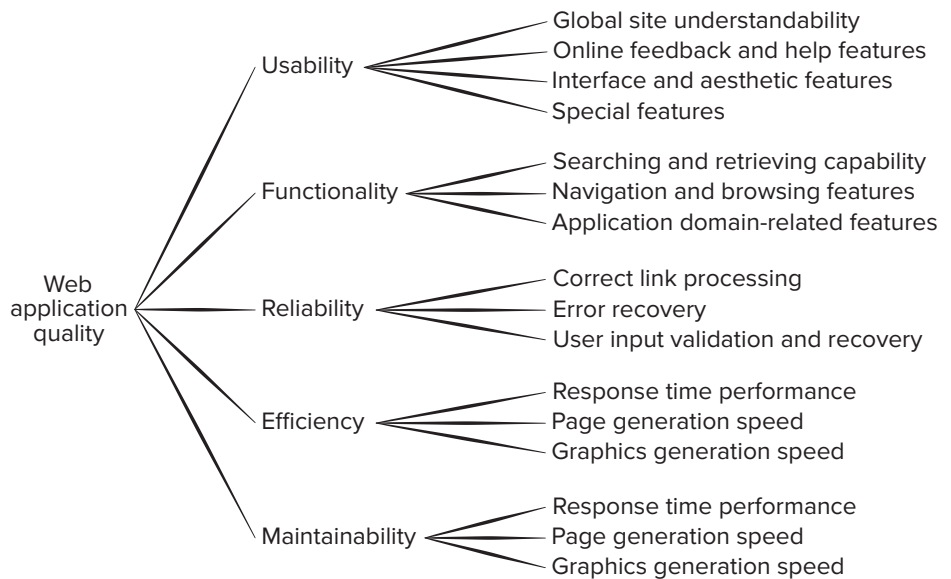 Web
application
quality
Usability
Global site understandability
Online feedback and help features
Interface and aesthetic features
Special features
Functionality
Searching and retrieving capability
Navigation and browsing features
Application domain-related features
Reliability
Correct link processing
Error recovery
User input validation and recovery
Efficiency
Response time performance
Page generation speed
Graphics generation speed
Maintainability
Response time performance
Page generation speed
Graphics generation speed